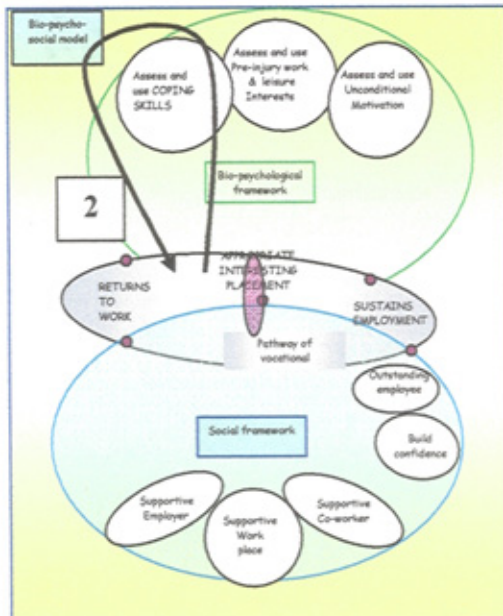 Bio-psycho-
social model
Assess and
use COPING
SKILLS
Assess and use
Pre-injury work
& leisure
Interests
Assess and use
Unconditional
Motivation
Bio-psychological
framework
2
APPROPRIATE
INTERESTING
PLACEMENT
RETURNS
TO
WORK
SUSTAINS
EMPLOYMENT
Pathway of
vocational
Outstanding
employee
Social framework
Build
confidence
Supportive
Employer
Supportive
Work
place
Supportive
Co-worker